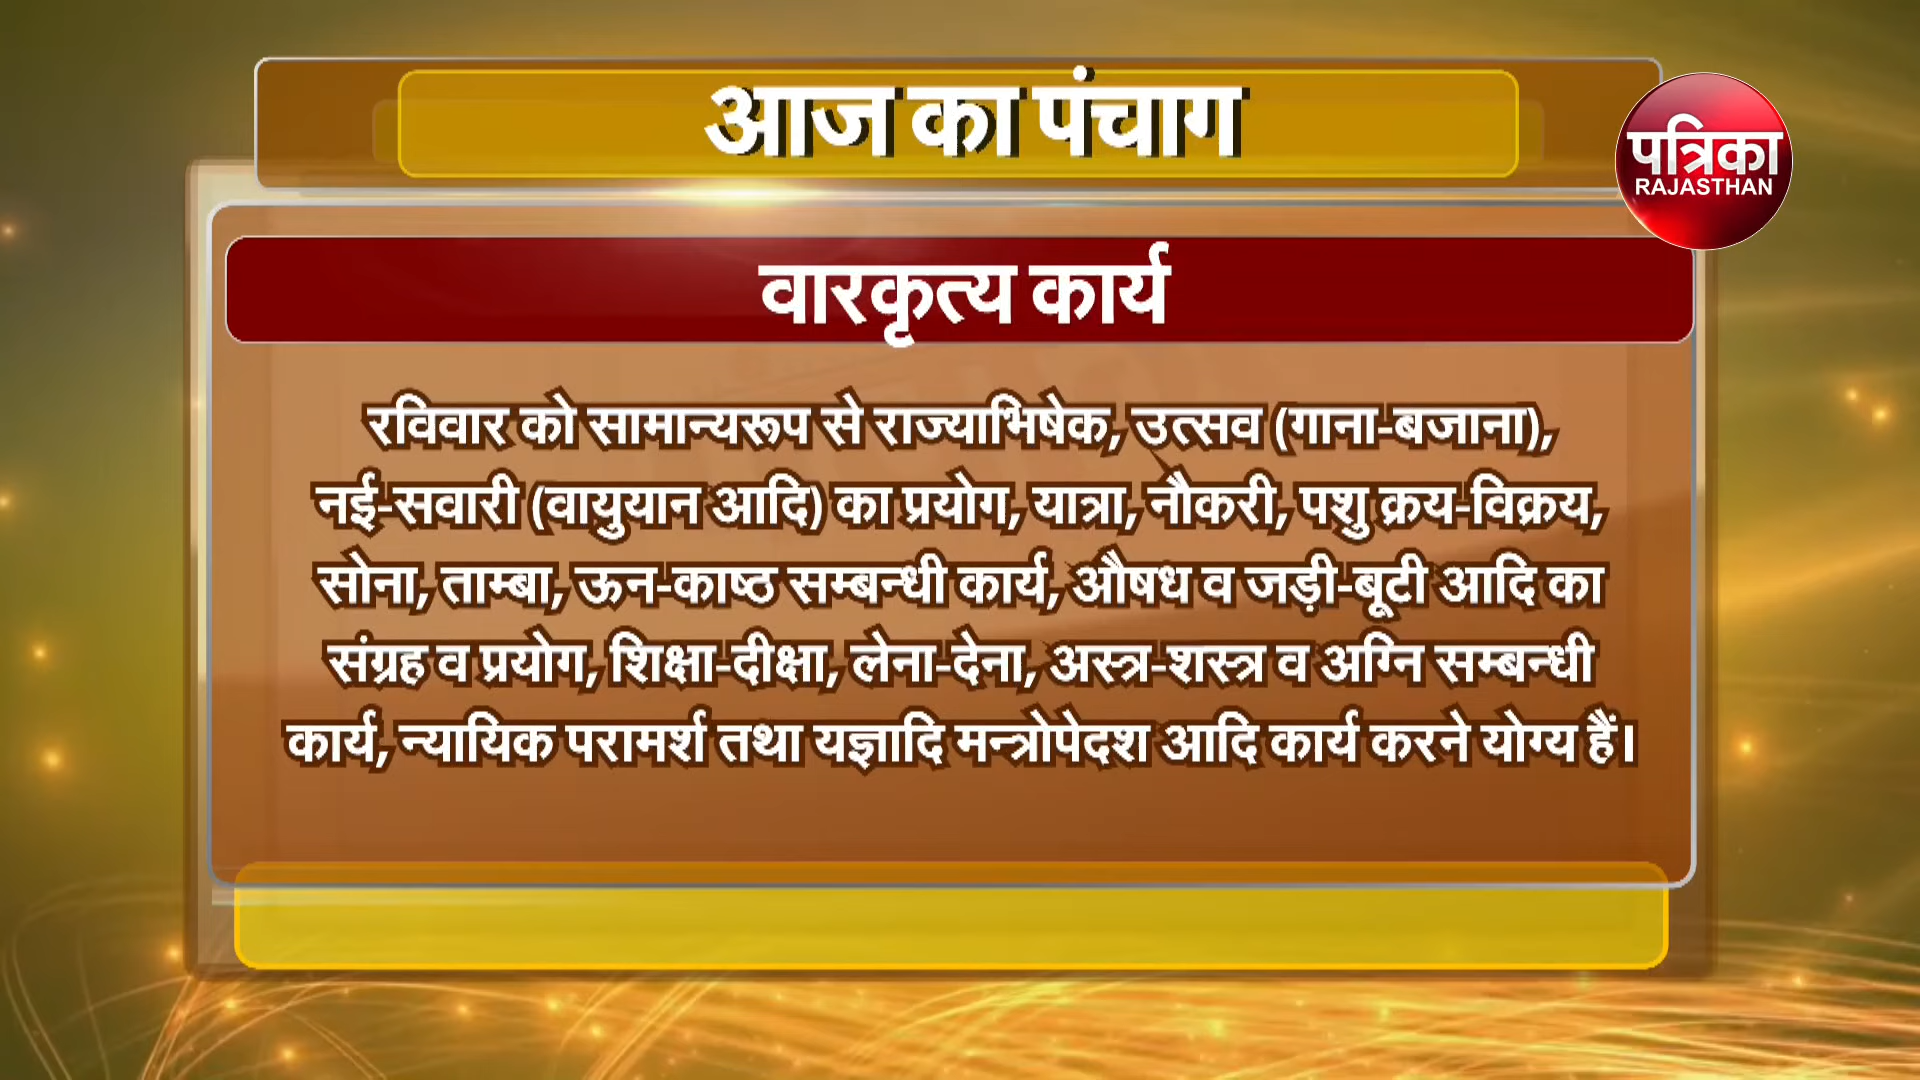 आज का पंचाग
पत्रिका
RAJASTHAN
वारकृत्य कार्य
रविवार को सामान्यरूप से राज्याभिषेक, उत्सव (गाना-बजाना),
नई-सवारी (वायुयान आदि) का प्रयोग, यात्रा, नौकरी, पशु क्रय-विक्रय,
सोना, ताम्बा, ऊन-काष्ठ सम्बन्धी कार्य, औषध व जड़ी-बूटी आदि का
संग्रह व प्रयोग, शिक्षा-दीक्षा, लेना-देना, अस्त्र-शस्त्र व अग्नि सम्बन्धी
कार्य, न्यायिक परामर्श तथा यज्ञादि मन्त्रोपेदश आदि कार्य करने योग्य हैं।